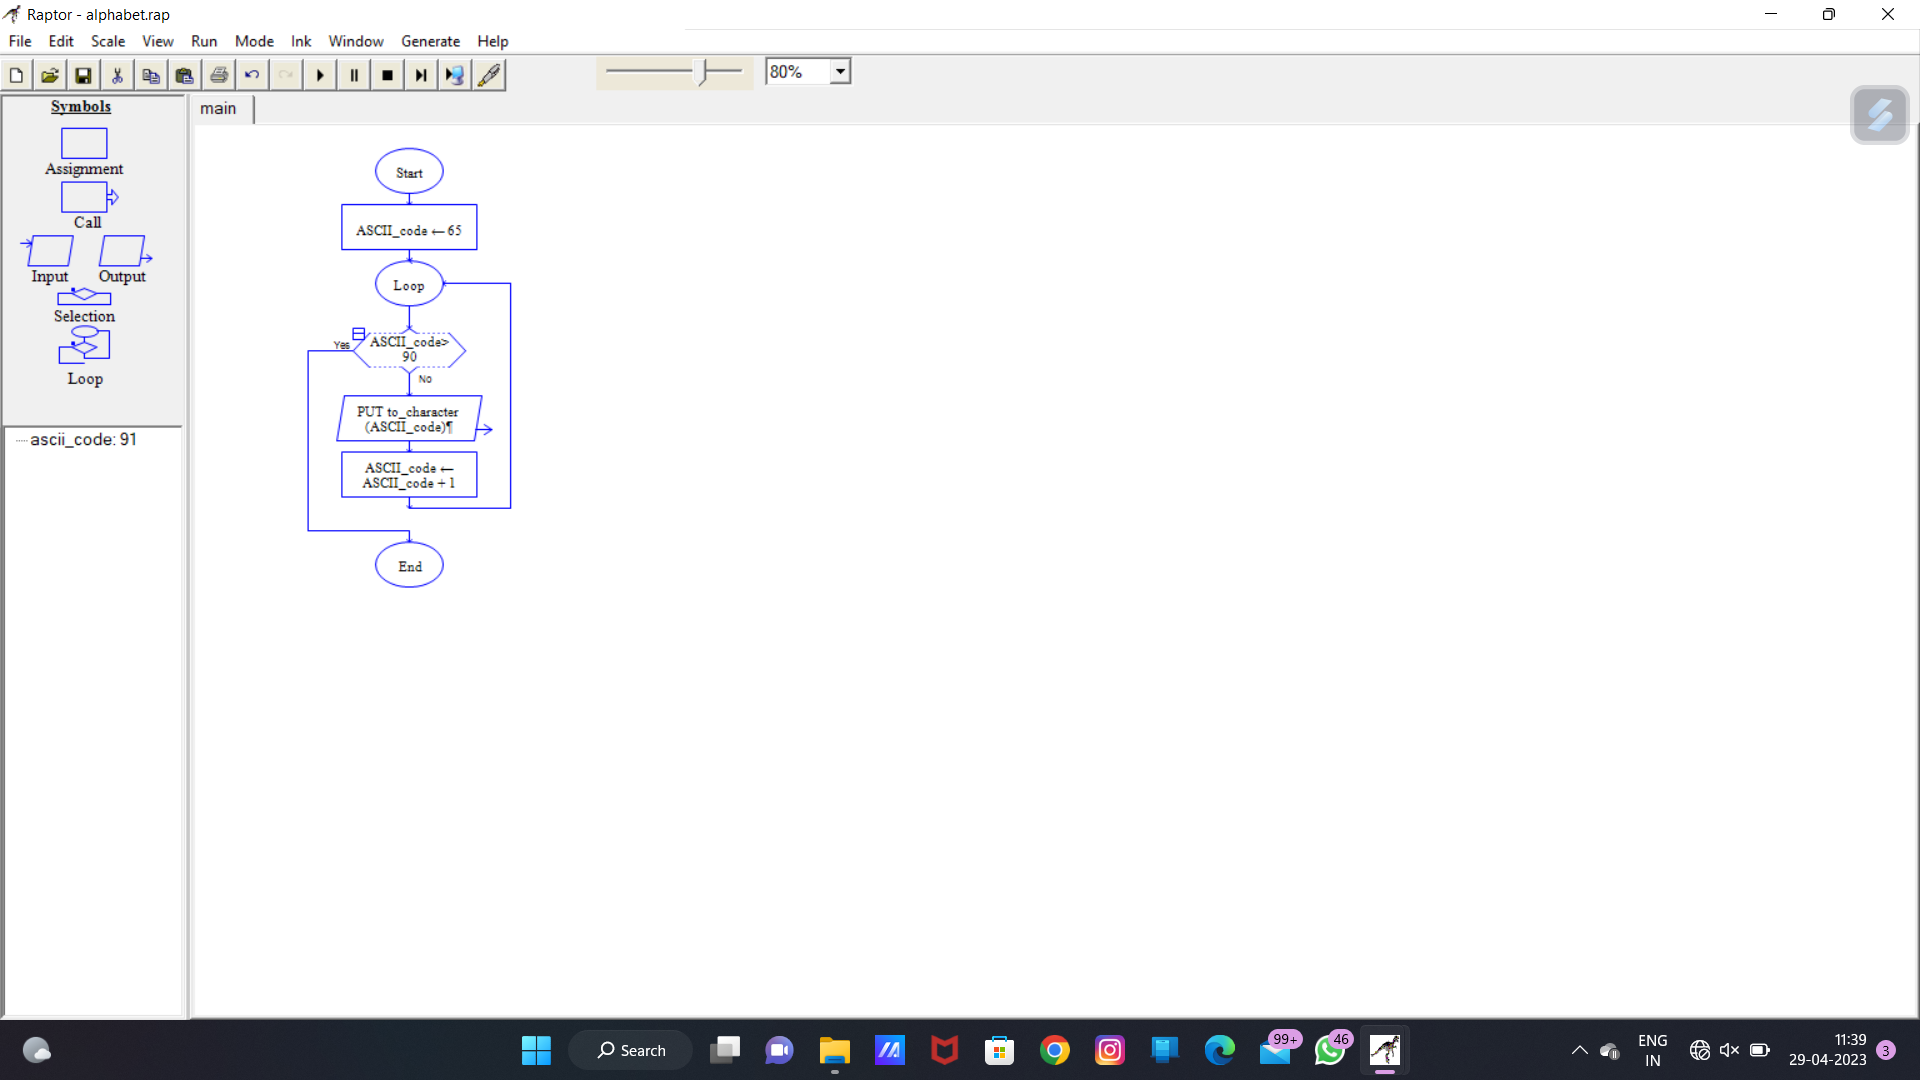 Raptor - alphabet.rap
File Edit Scale View Run Mode Ink Window Generate Help
80%
Symbols
Assignment
Call
Input Output
Selection
Loop
ascii_code: 91
main
Start
ASCII_code ← 65
Loop
Yes
ASCII_code>
90
No
PUT to_character
(ASCII_code)¶
ASCII_code ←
ASCII_code + 1
End
Search
99+
46
ENG
IN
11:39
29-04-2023
3